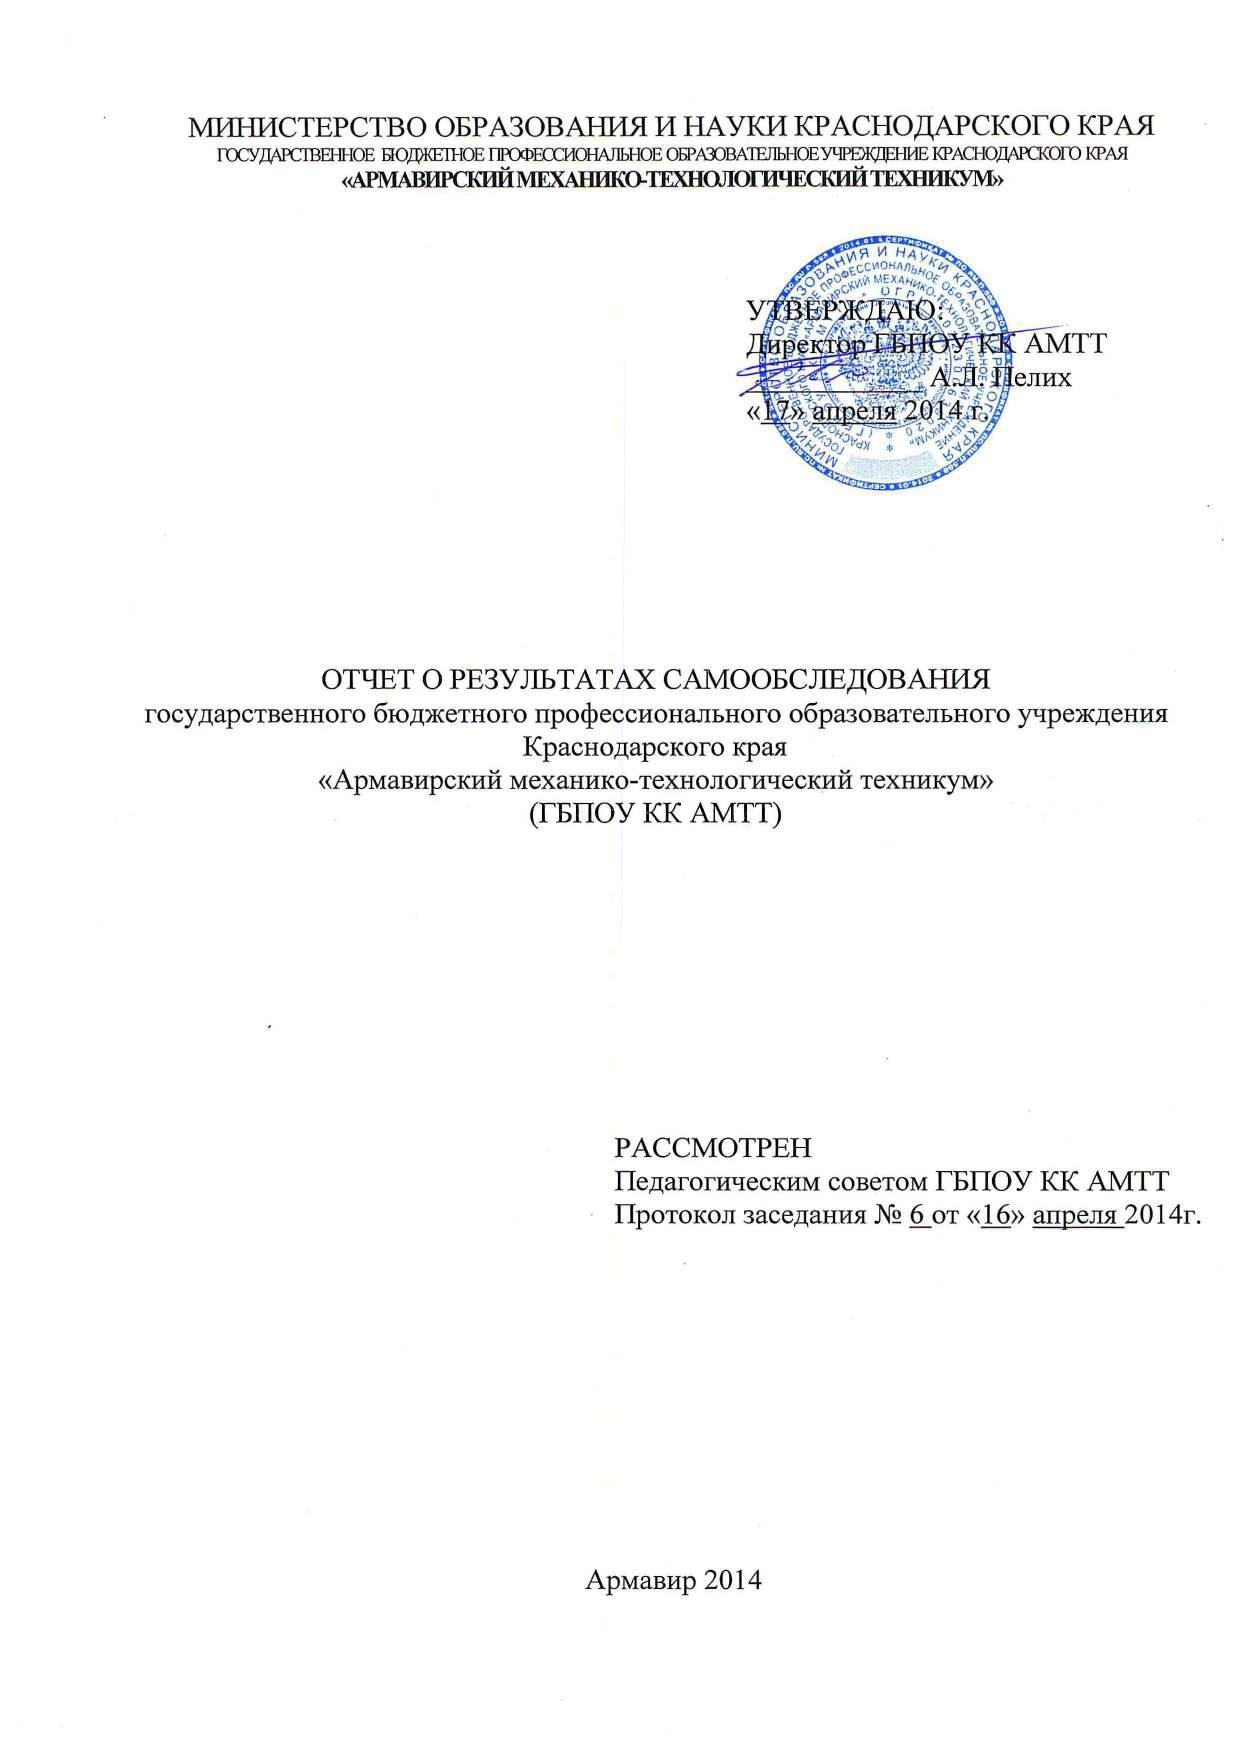 МИНИСТЕРСТВО ОБРАЗОВАНИЯ И НАУКИ КРАСНОДАРСКОГО КРАЯ
ГОСУДАРСТВЕННОЕ БЮДЖЕТНОЕ ПРОФЕССИОНАЛЬНОЕ ОБРАЗОВАТЕЛЬНОЕ УЧРЕЖДЕНИЕ КРАСНОДАРСКОГО КРАЯ
«АРМАВИРСКИЙ МЕХАНИКО-ТЕХНОЛОГИЧЕСКИЙ ТЕХНИКУМ»
УТВЕРЖДАЮ:
Директор ГБПОУ КК АМТТ
А.Л. Пелих
«17» апреля 2014 г.
ОТЧЕТ О РЕЗУЛЬТАТАХ САМООБСЛЕДОВАНИЯ
государственного бюджетного профессионального образовательного учреждения
Краснодарского края
«Армавирский механико-технологический техникум»
(ГБПОУ КК АМТТ)
РАССМОТРЕН
Педагогическим советом ГБПОУ КК АМТТ
Протокол заседания № 6 от «16» апреля 2014г.
Армавир 2014